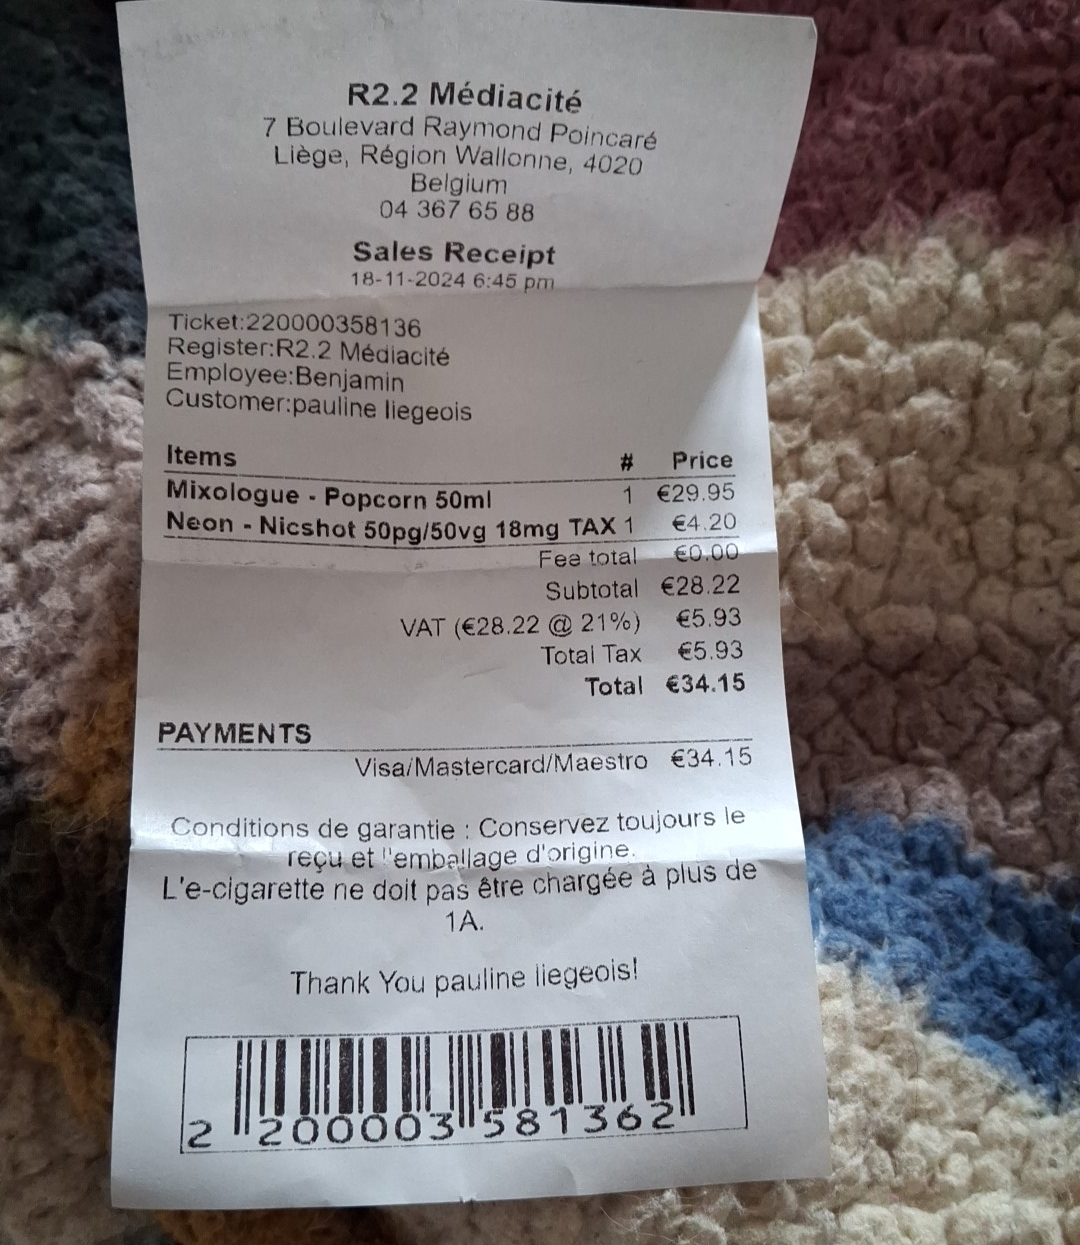 R2.2 Médiacité
7 Boulevard Raymond Poincaré
Liège, Région Wallonne, 4020
Belgium
04 367 65 88
Sales Receipt
18-11-2024 6:45 pm
Ticket:220000358136
Register:R2.2 Médiacité
Employee:Benjamin
Customer:pauline liegeois
Items # Price
Mixologue - Popcorn 50ml 1 €29.95
Neon - Nicshot 50pg/50vg 18mg TAX 1 €4.20
Fee total €0.00
Subtotal €28.22
VAT (€28.22 @ 21%) €5.93
Total Tax €5.93
Total €34.15
PAYMENTS
Visa/Mastercard/Maestro €34.15
Conditions de garantie : Conservez toujours le
reçu et l'emballage d'origine.
L'e-cigarette ne doit pas être chargée à plus de
1A.
Thank You pauline liegeois!
2 200003 581362